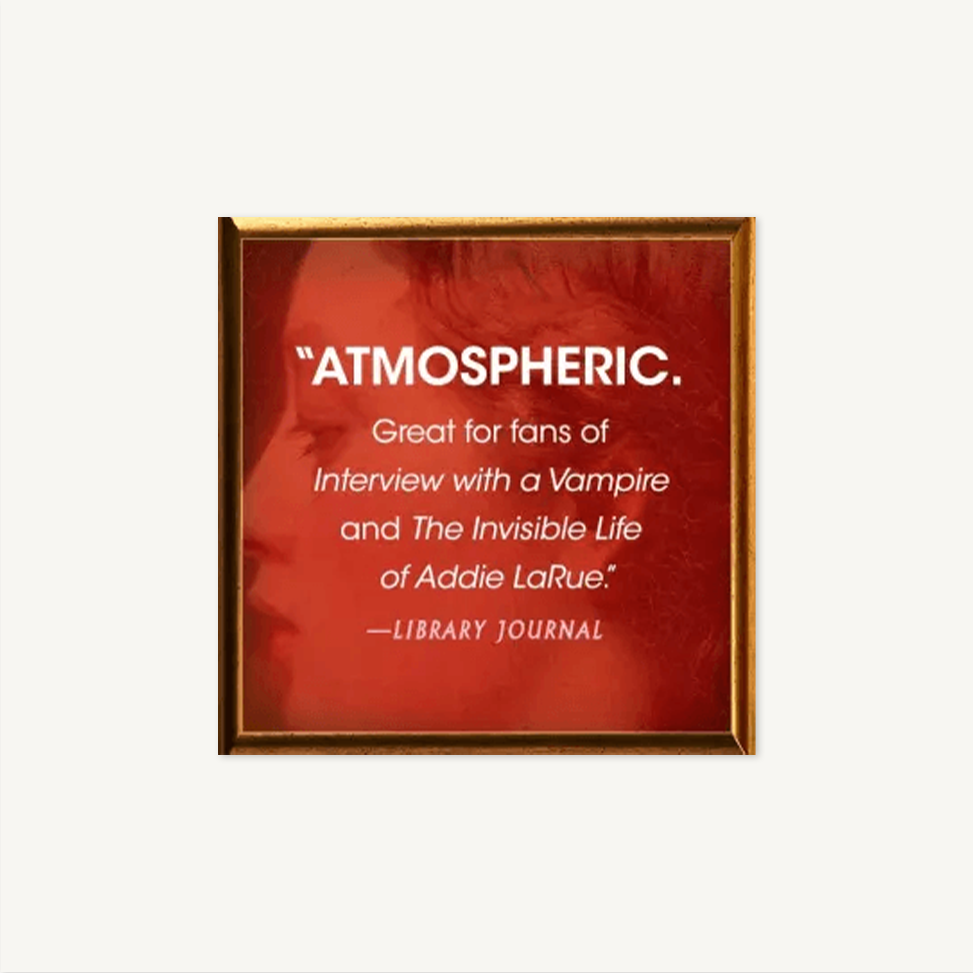 “ATMOSPHERIC.
Great for fans of
Interview with a Vampire
and The Invisible Life
of Addie LaRue.”
—LIBRARY JOURNAL